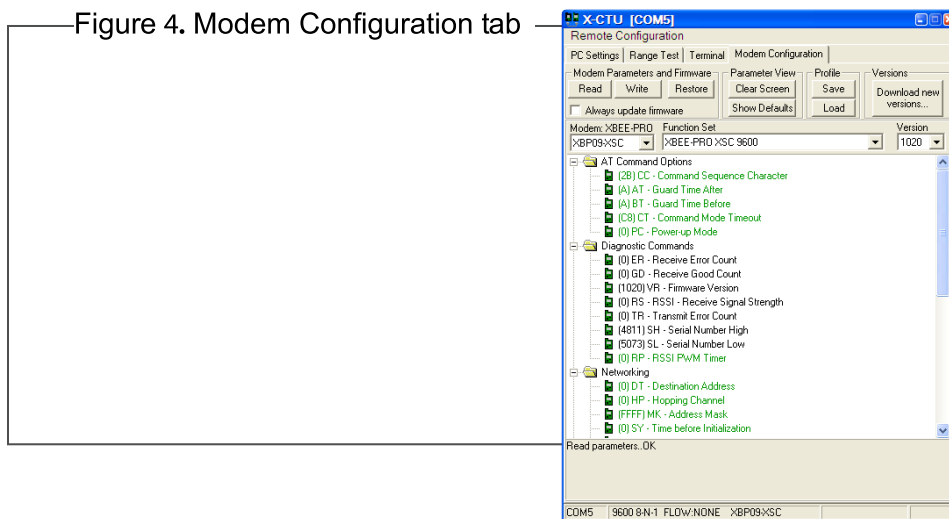 Figure 4. Modem Configuration tab
X-CTU [COM5]
Remote Configuration
PC Settings Range Test Terminal Modem Configuration
Modem Parameters and Firmware Parameter View Profile Versions
Read Write Restore Clear Screen Save Download new versions...
Always update firmware Show Defaults Load
Modem: XBEE-PRO Function Set Version
XBP09-XSC XBEE-PRO XSC 9600 1020
AT Command Options
(2B) CC - Command Sequence Character
(A) AT - Guard Time After
(A) BT - Guard Time Before
(C8) CT - Command Mode Timeout
(0) PC - Power-up Mode
Diagnostic Commands
(0) ER - Receive Error Count
(0) GD - Receive Good Count
(1020) VR - Firmware Version
(0) RS - RSSI - Receive Signal Strength
(0) TR - Transmit Error Count
(4811) SH - Serial Number High
(5073) SL - Serial Number Low
(0) RP - RSSI PWM Timer
Networking
(0) DT - Destination Address
(0) HP - Hopping Channel
(FFFF) MK - Address Mask
(0) SY - Time before Initialization
Read parameters..OK
COM5 9600 8-N-1 FLOW:NONE XBP09-XSC